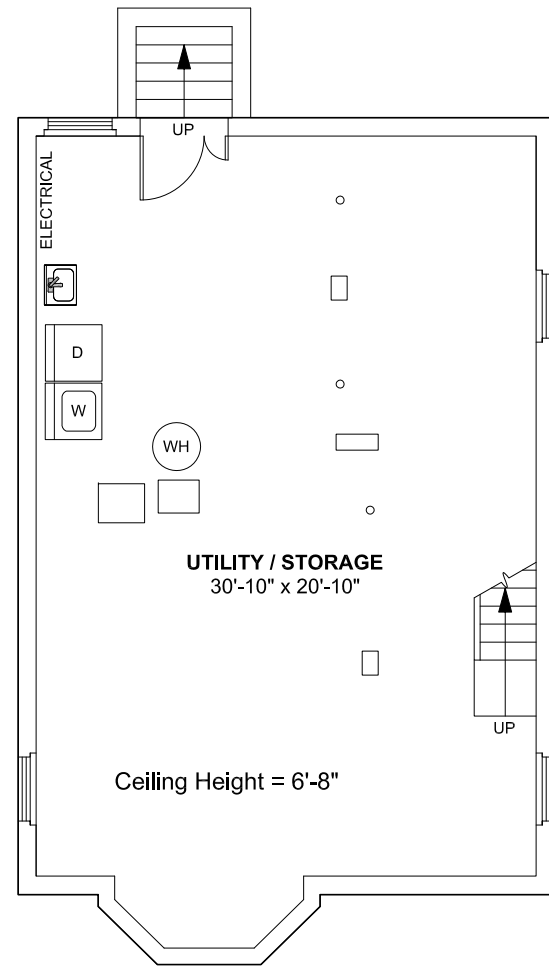 UP
ELECTRICAL
D
W
WH
UTILITY / STORAGE
30'-10" x 20'-10"
UP
Ceiling Height = 6'-8"